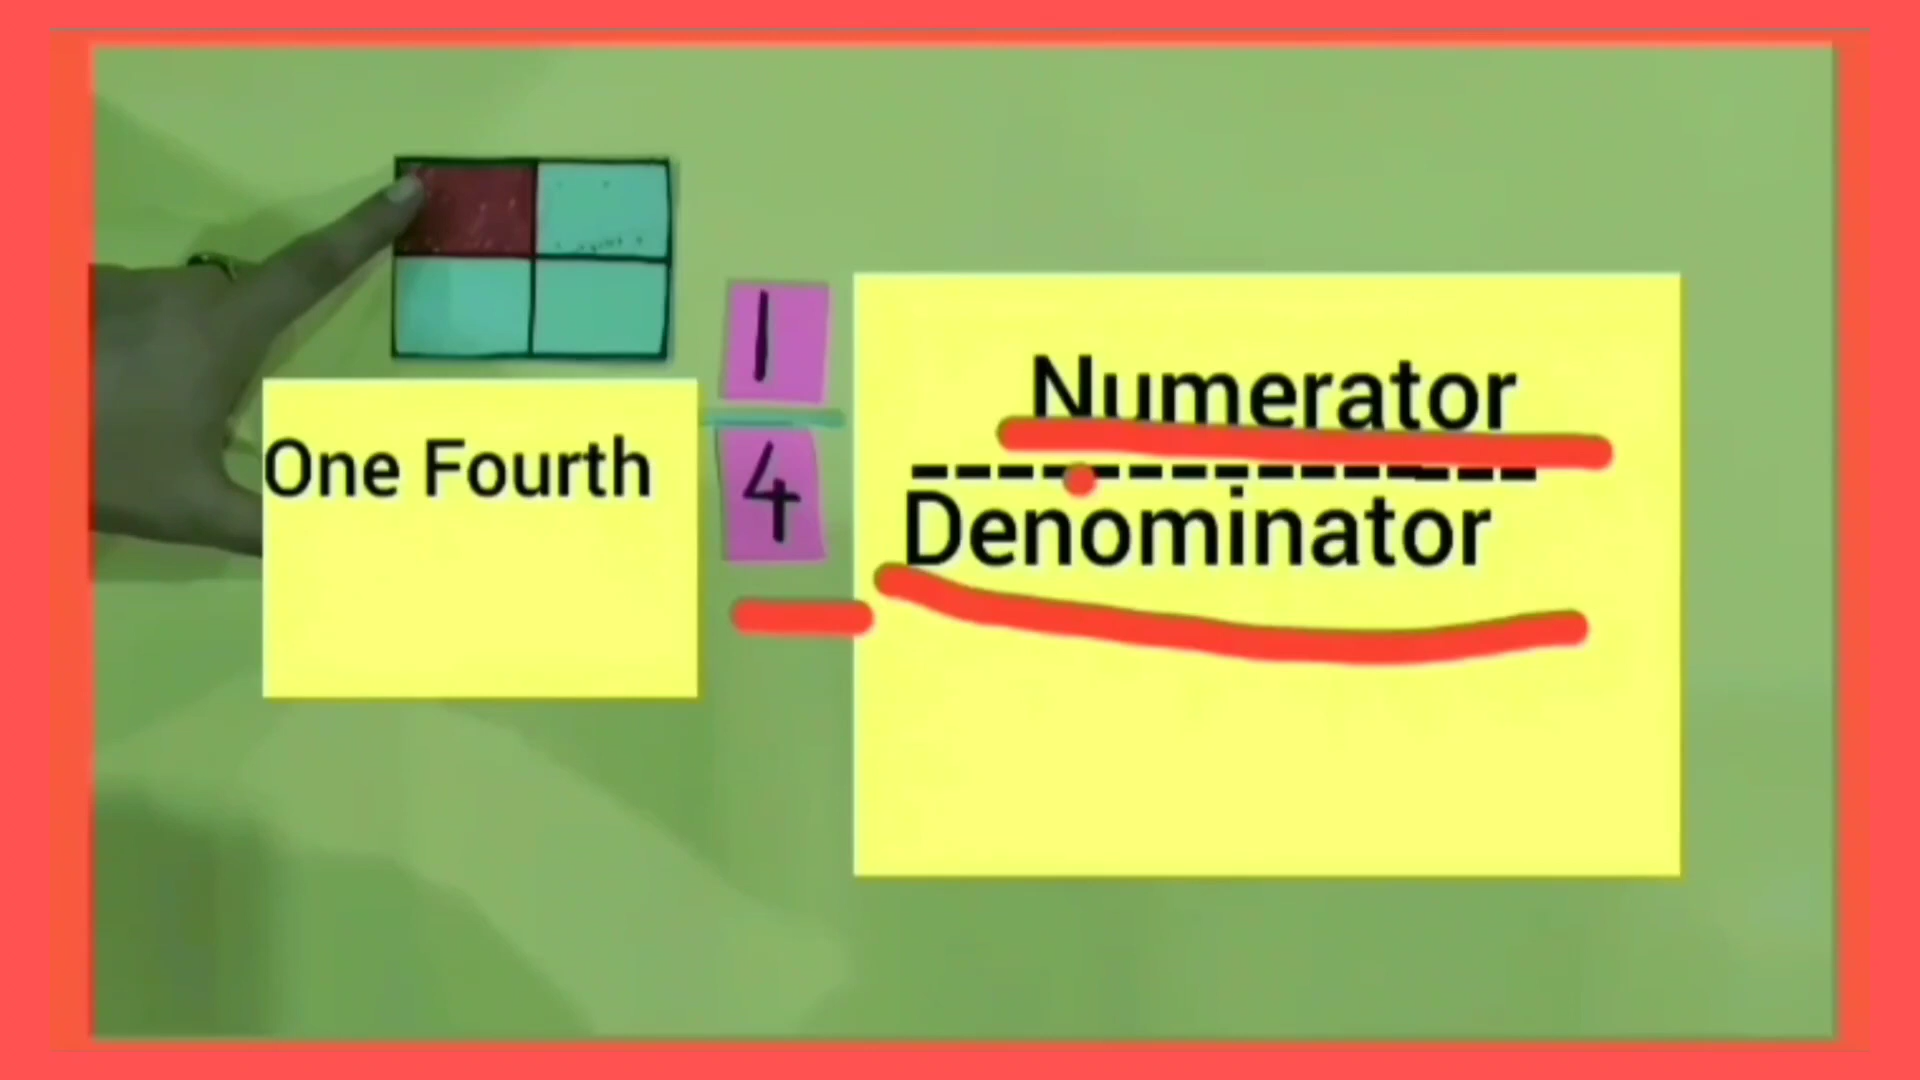 One Fourth
1
4
Numerator
---------------
Denominator